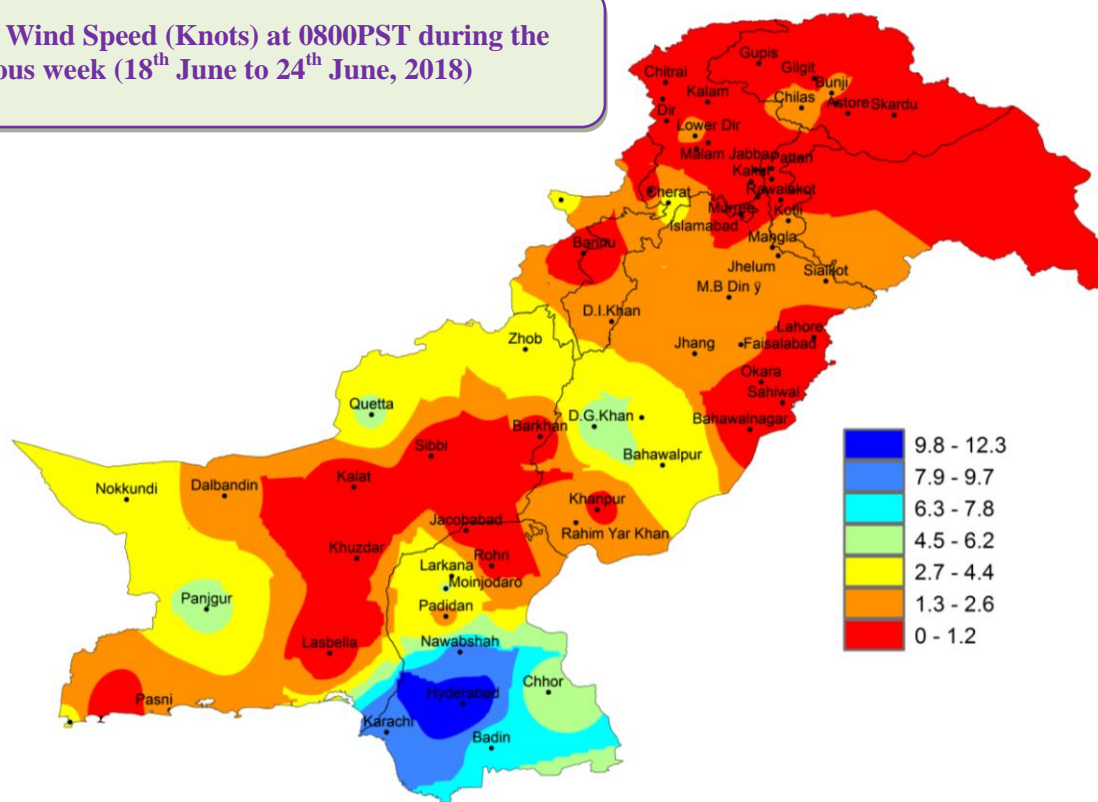 Wind Speed (Knots) at 0800PST during the
ous week (18th June to 24th June, 2018)
Gupis
Gilgit
Chitral
Bunji
Kalam
Chilas
Astore Skardu
Dir
Lower Dir
Malam Jabba
Pattan
Cherat
Rawalakot
Murree
Kotli
Islamabad
Bannu
Mangla
Jhelum
Sialkot
M.B Din ÿ
D.I.Khan
Lahore
Zhob
Jhang
Faisalabad
Okara
Sahiwal
Quetta
D.G.Khan
Bahawalnagar
Barkhan
Sibbi
Bahawalpur
Nokkundi
Dalbandin
Kalat
Khanpur
Jacobabad
Rahim Yar Khan
Khuzdar
Rohri
Larkana
Moinjodaro
Panjgur
Padidan
Lasbella
Nawabshah
Pasni
Hyderabad
Chhor
Karachi
Badin
9.8 - 12.3
7.9 - 9.7
6.3 - 7.8
4.5 - 6.2
2.7 - 4.4
1.3 - 2.6
0 - 1.2